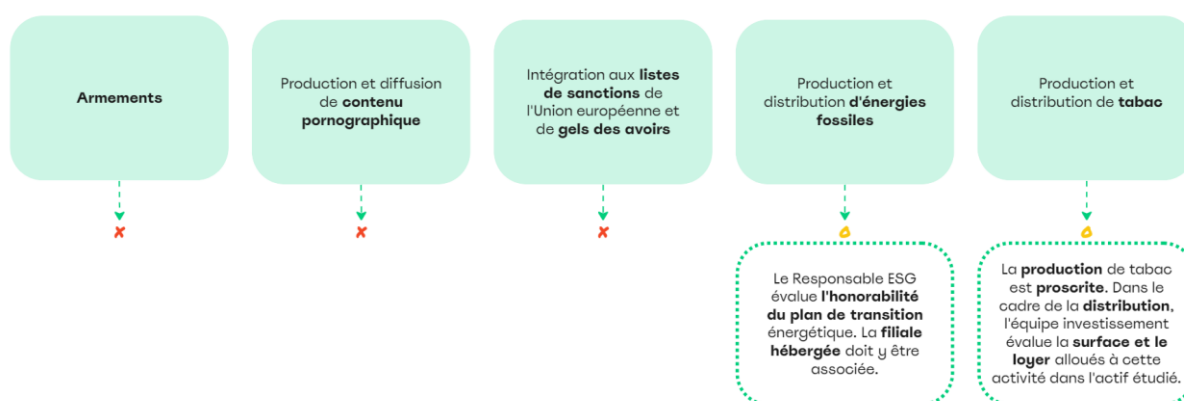 Armements
Production et diffusion
de contenu
pornographique
Intégration aux listes
de sanctions de
l'Union européenne et
de gels des avoirs
Production et
distribution d'énergies
fossiles
Production et
distribution de tabac
Le Responsable ESG
évalue l'honorabilité
du plan de transition
énergétique. La filiale
hébergée doit y être
associée.
La production de tabac
est proscrite. Dans le
cadre de la distribution,
l'équipe investissement
évalue la surface et le
loyer alloués à cette
activité dans l'actif étudié.